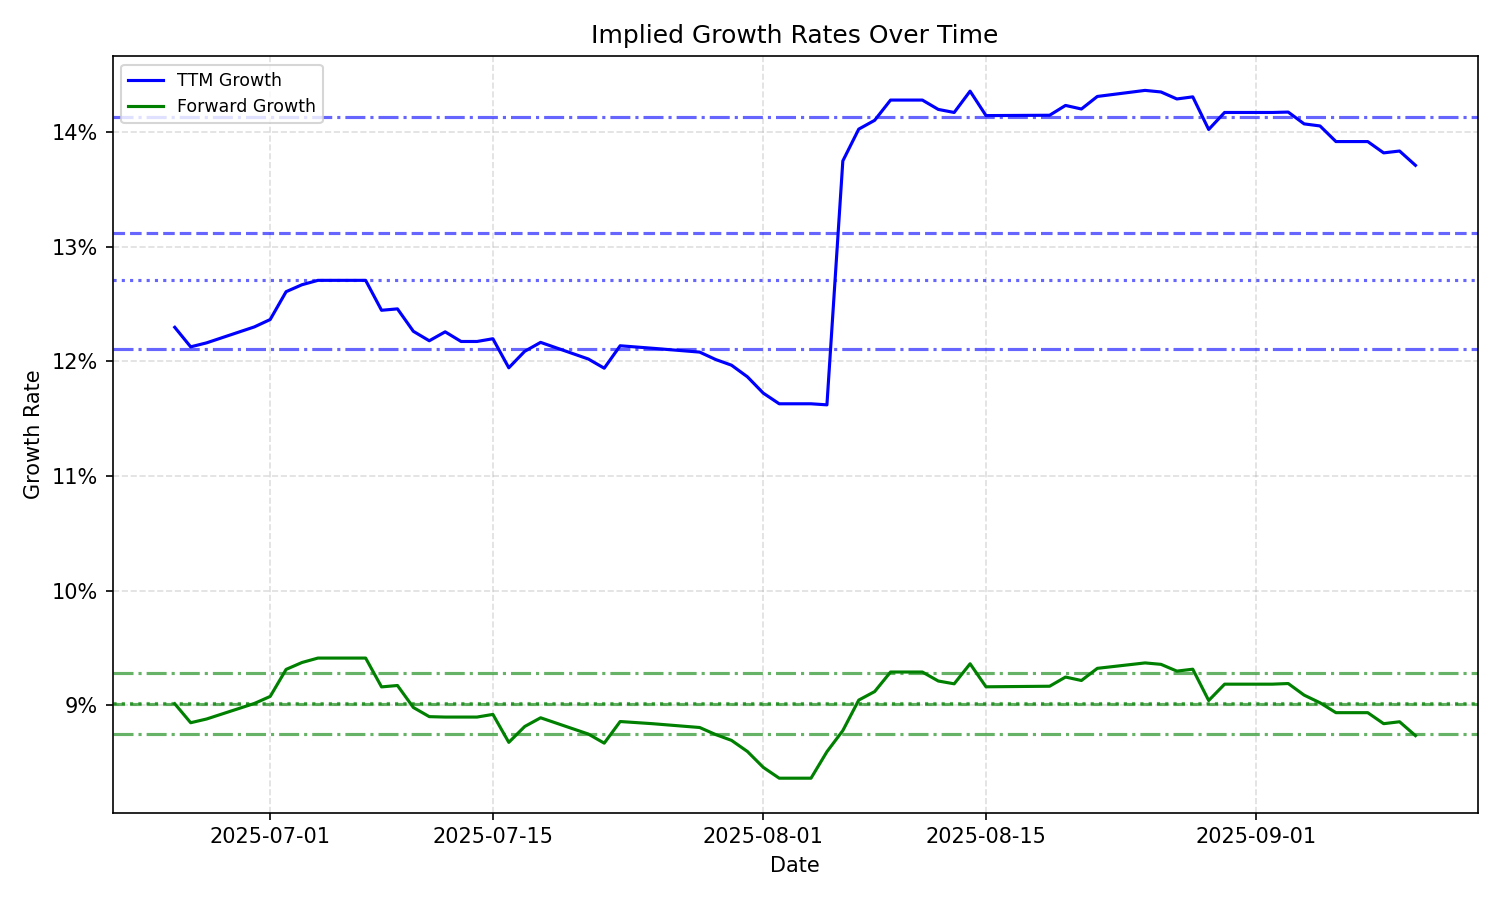 Implied Growth Rates Over Time
TTM Growth
Forward Growth
14%
13%
12%
11%
10%
9%
Growth Rate
2025-07-01
2025-07-15
2025-08-01
2025-08-15
2025-09-01
Date